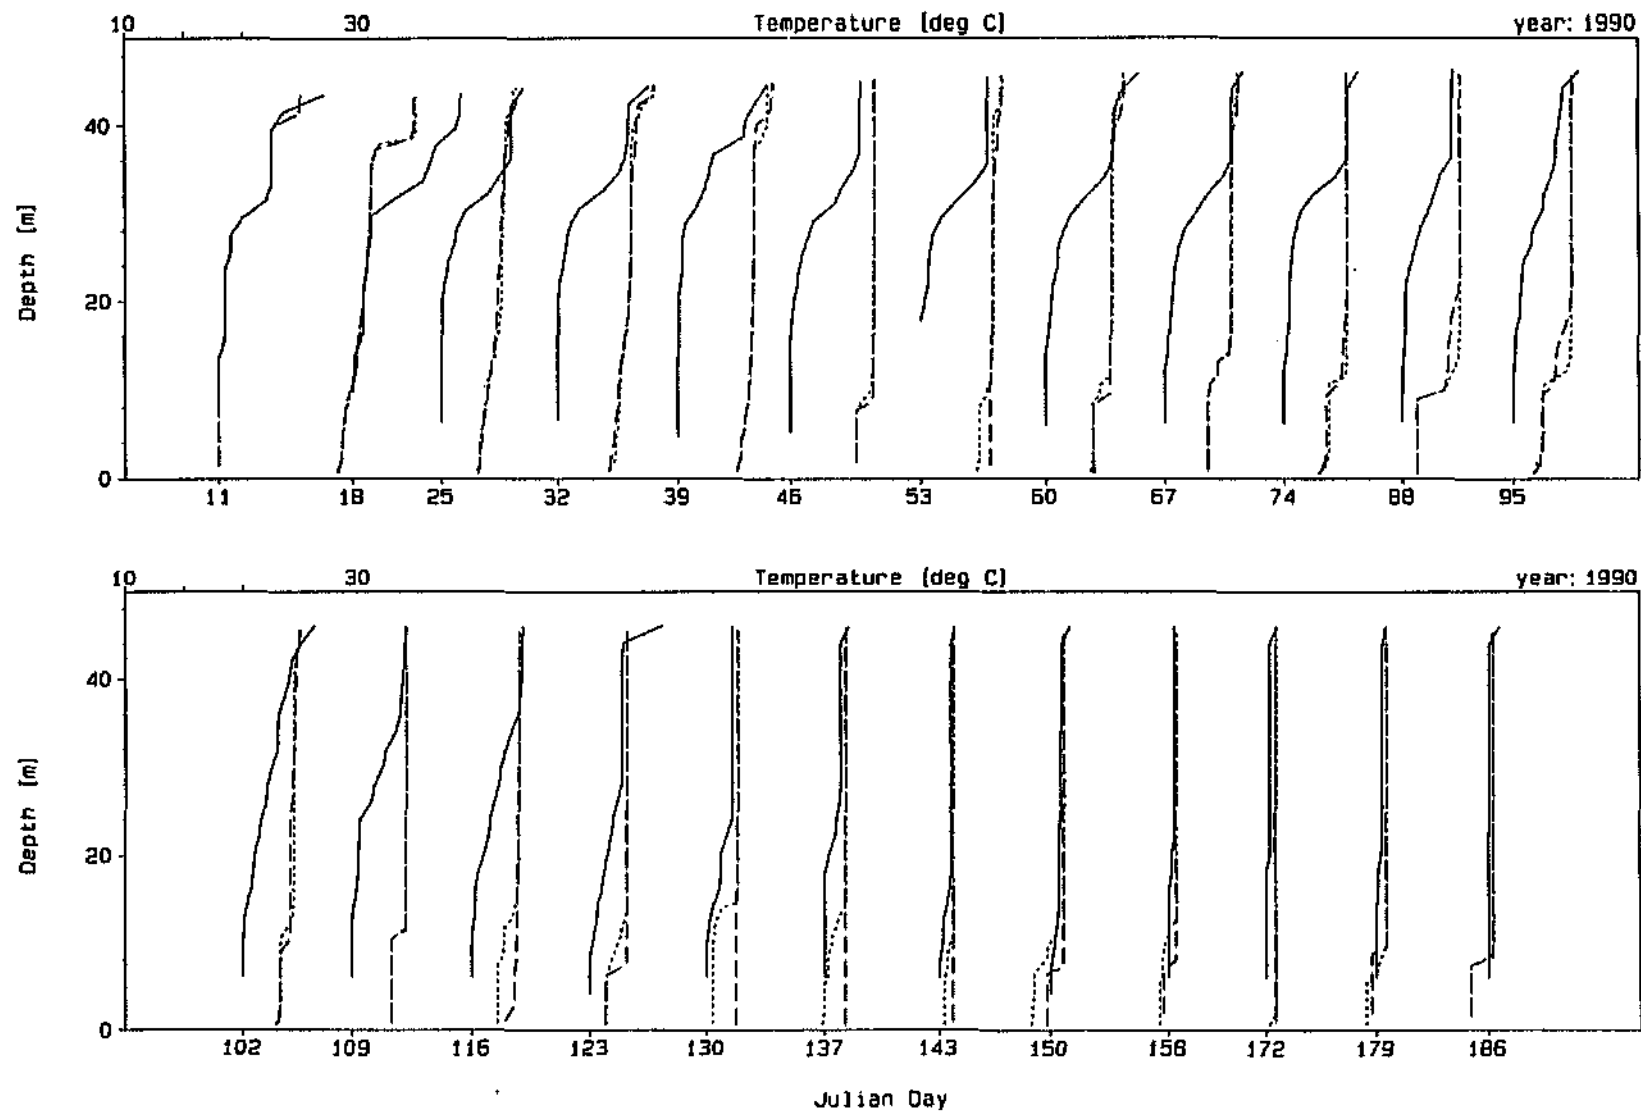 10 30 Temperature (deg C) year: 1990
40
20
0
Depth (m)
11 18 25 32 39 46 53 60 67 74 88 95
10 30 Temperature (deg C) year: 1990
40
20
0
Depth (m)
102 109 116 123 130 137 143 150 156 172 179 186
Julian Day